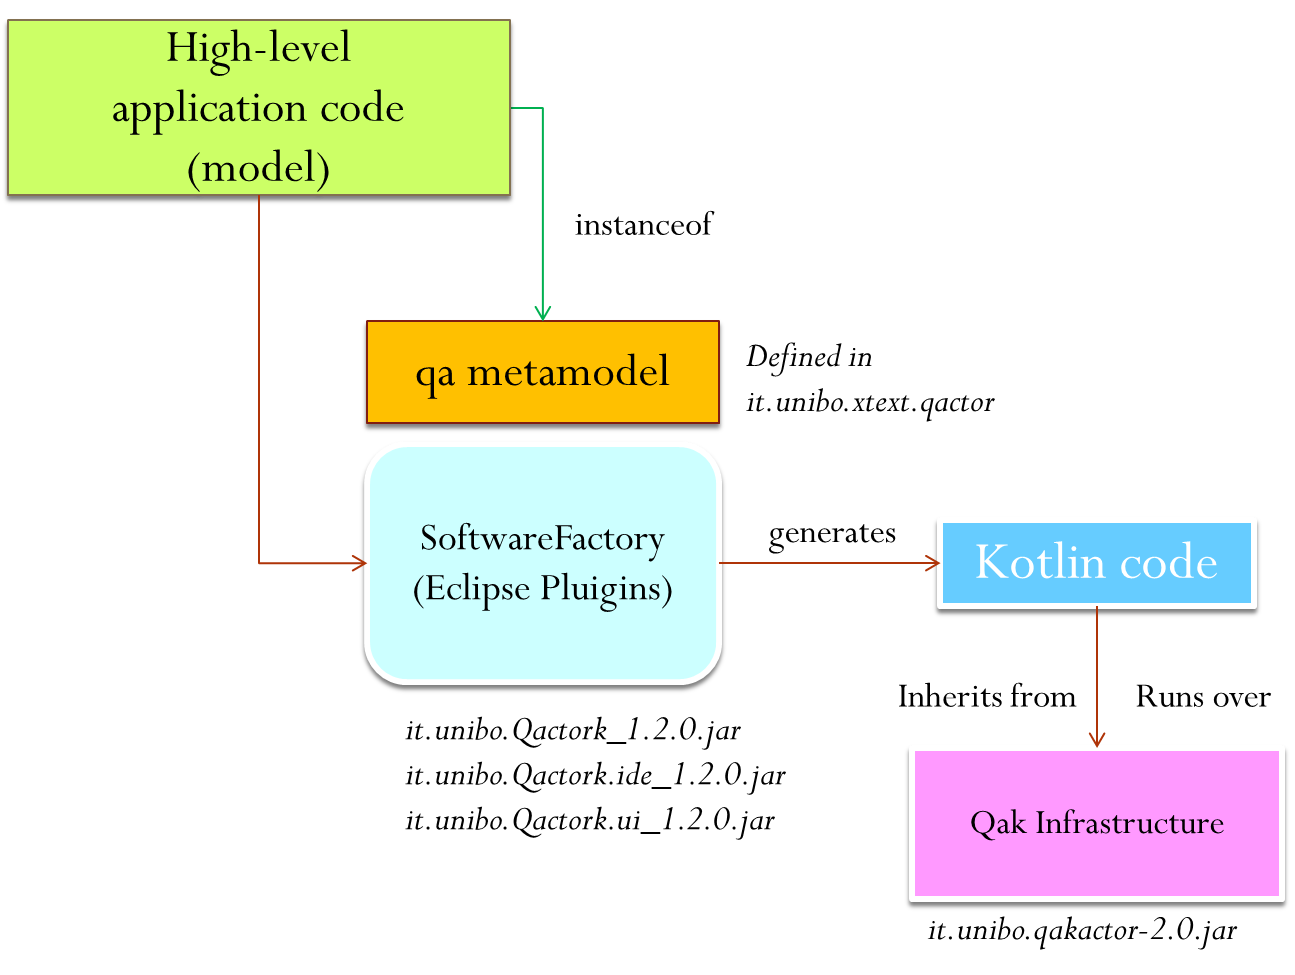 High-level
application code
(model)
instanceof
qa metamodel
Defined in
it.unibo.xtext.qactor
SoftwareFactory
(Eclipse Pluigins)
generates
Kotlin code
it.unibo.Qactork_1.2.0.jar
it.unibo.Qactork.ide_1.2.0.jar
it.unibo.Qactork.ui_1.2.0.jar
Inherits from
Runs over
Qak Infrastructure
it.unibo.qakactor-2.0.jar